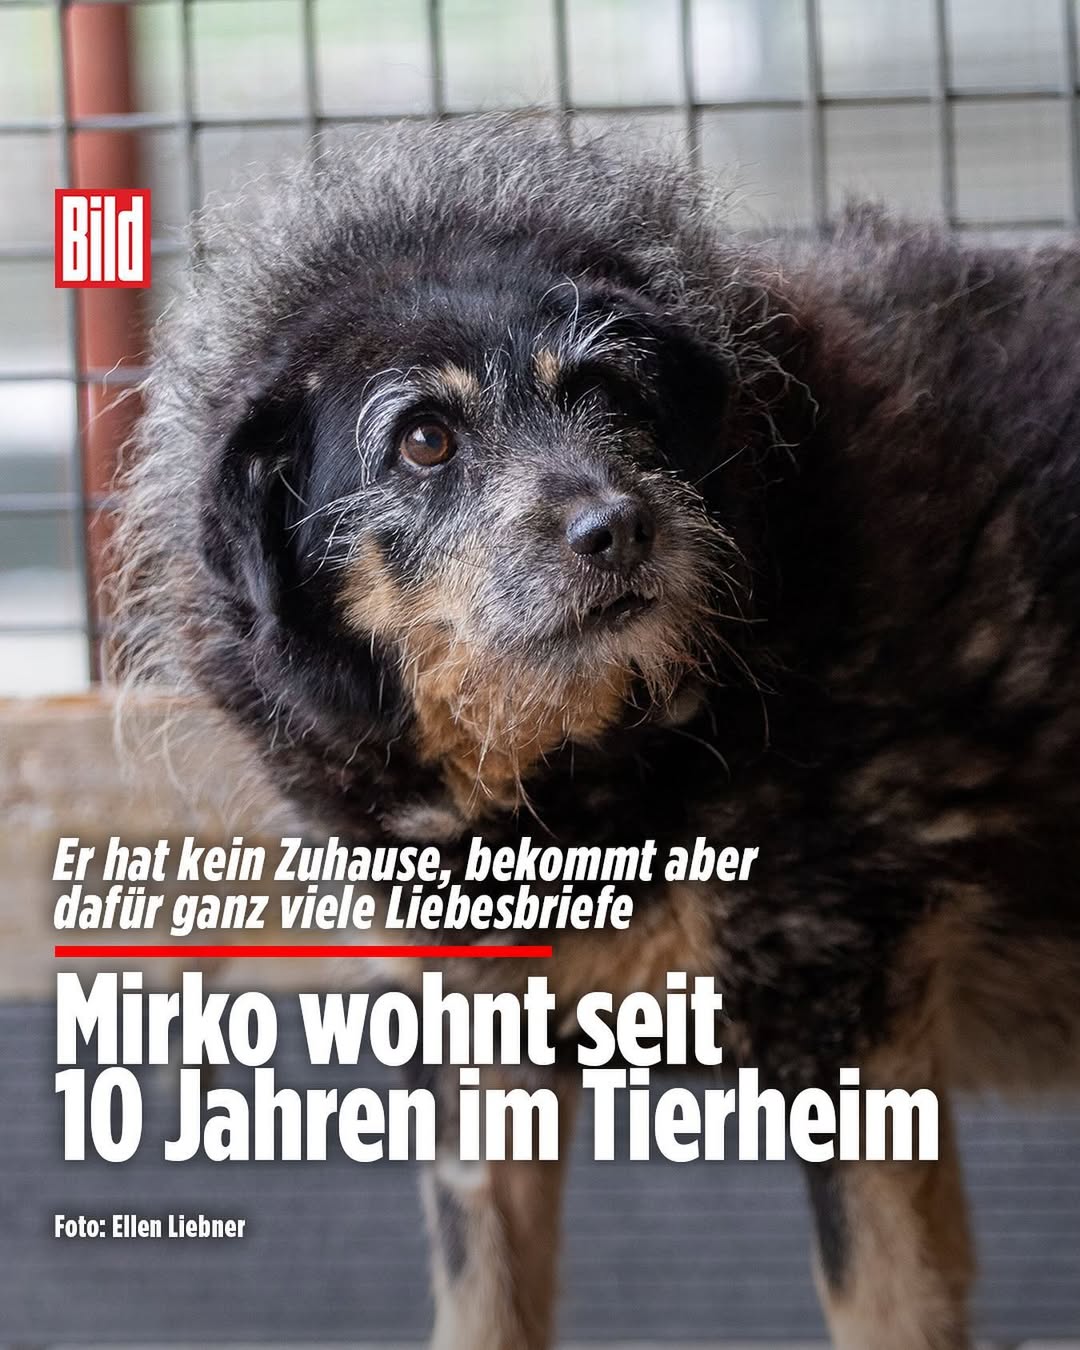 Bild
Er hat kein Zuhause, bekommt aber
dafür ganz viele Liebesbriefe
Mirko wohnt seit
10 Jahren im Tierheim
Foto: Ellen Liebner